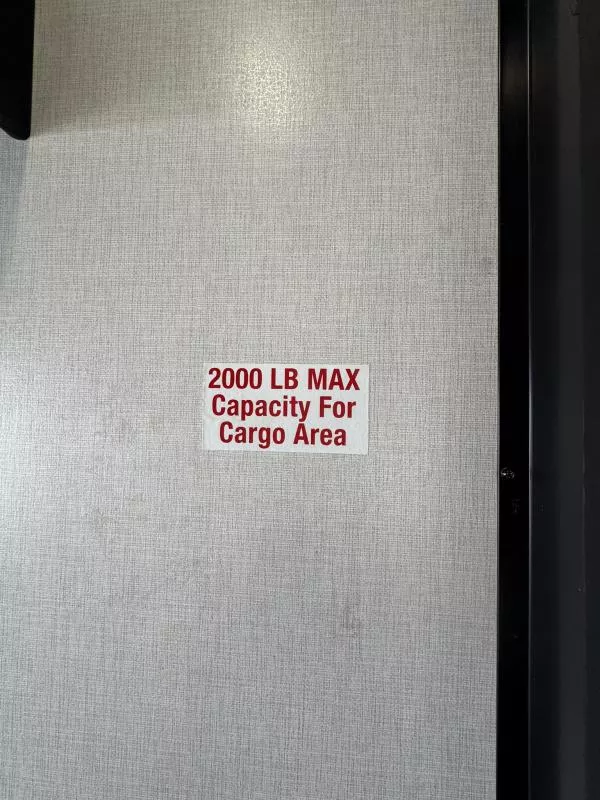 2000 LB MAX
Capacity For
Cargo Area